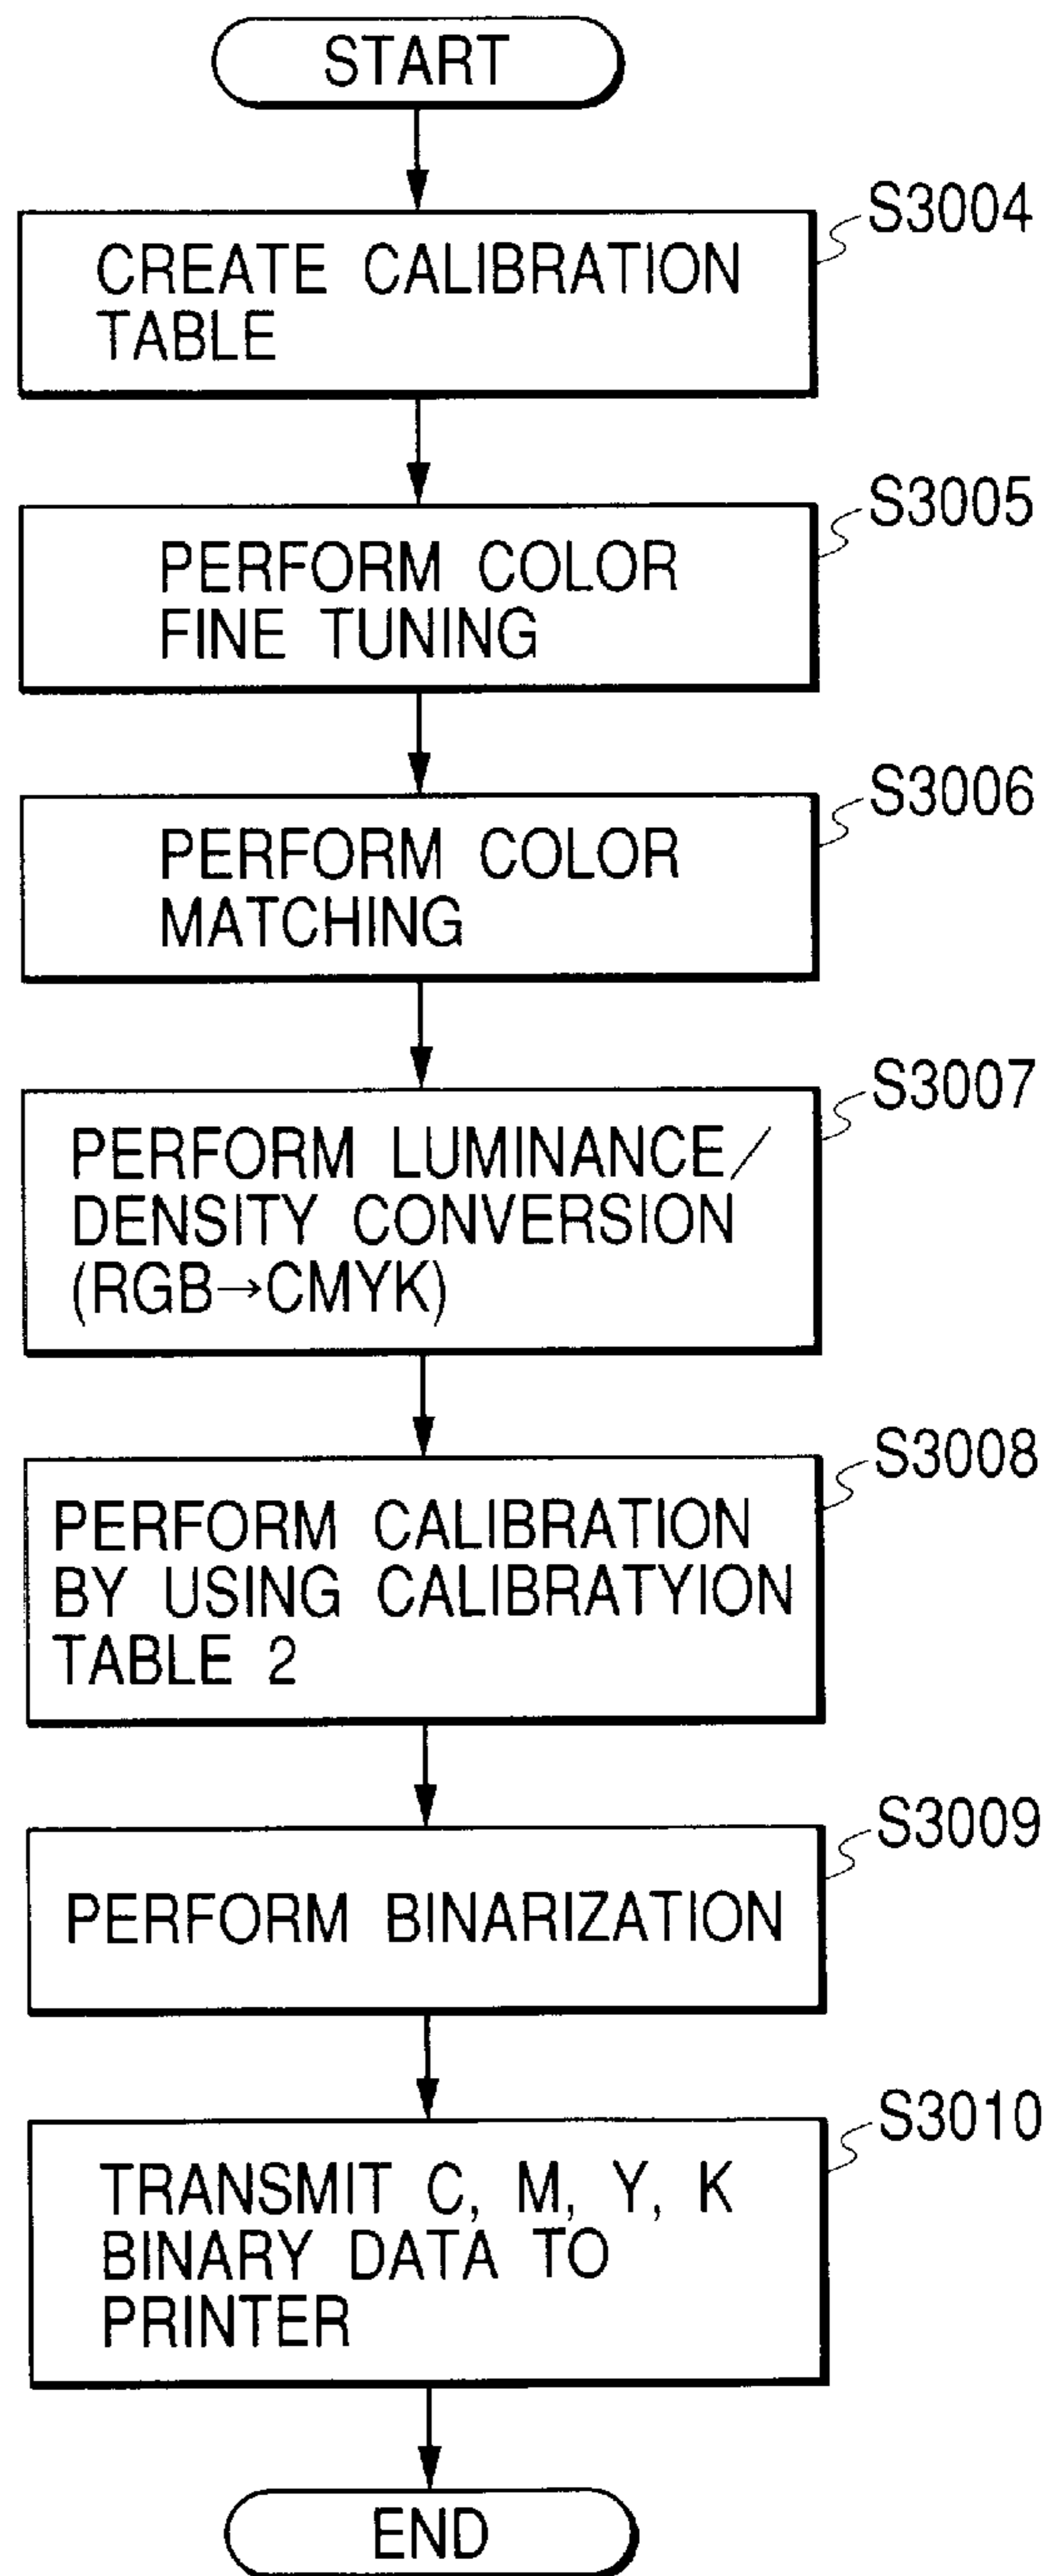 START
S3004
CREATE CALIBRATION
TABLE
S3005
PERFORM COLOR
FINE TUNING
S3006
PERFORM COLOR
MATCHING
S3007
PERFORM LUMINANCE/
DENSITY CONVERSION
(RGB→CMYK)
S3008
PERFORM CALIBRATION
BY USING CALIBRATYION
TABLE 2
S3009
PERFORM BINARIZATION
S3010
TRANSMIT C, M, Y, K
BINARY DATA TO
PRINTER
END